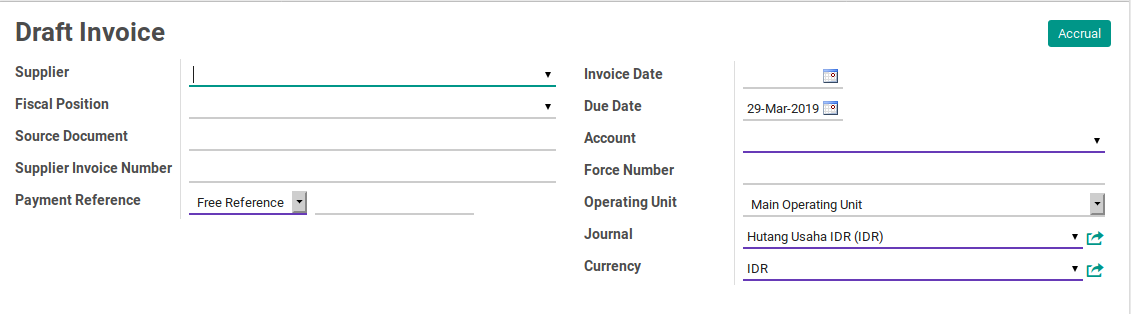 Draft Invoice
Accrual
Supplier
Fiscal Position
Source Document
Supplier Invoice Number
Payment Reference Free Reference
Invoice Date
Due Date 29-Mar-2019
Account
Force Number
Operating Unit Main Operating Unit
Journal Hutang Usaha IDR (IDR)
Currency IDR